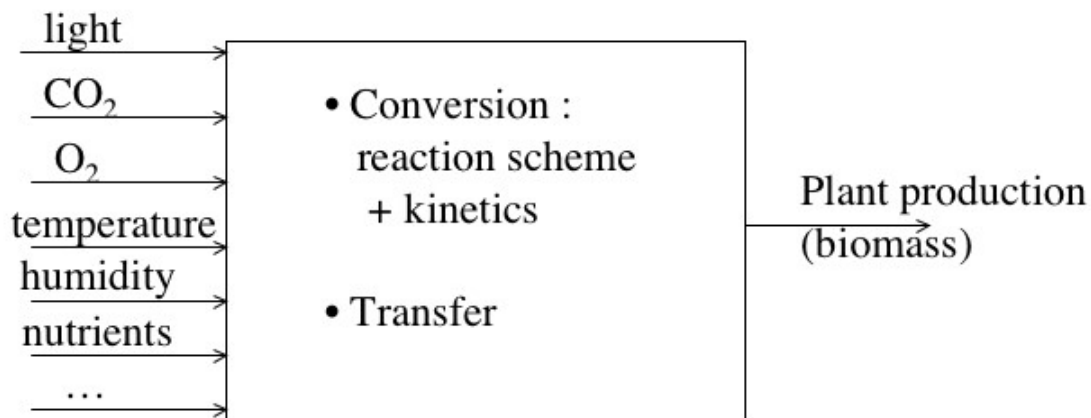 light
CO₂
O₂
temperature
humidity
nutrients
…
• Conversion :
reaction scheme
+ kinetics
• Transfer
Plant production
(biomass)